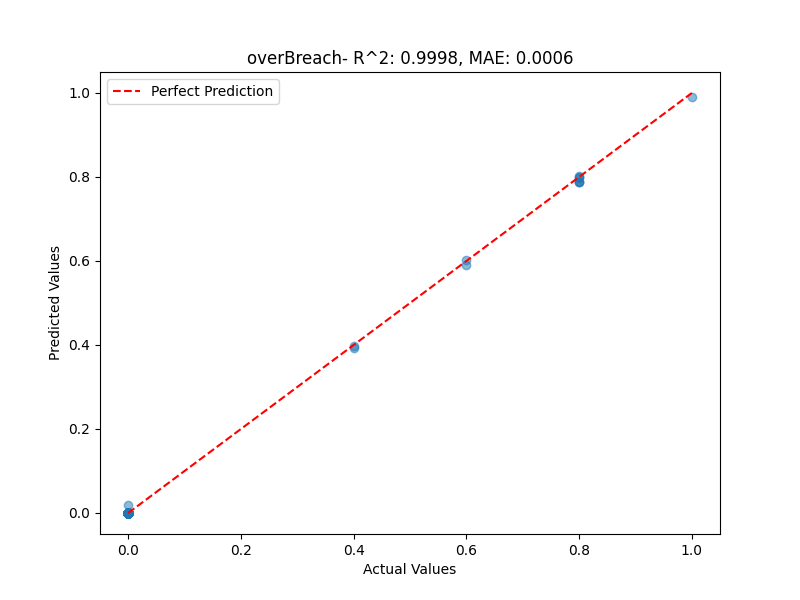 overBreach- R^2: 0.9998, MAE: 0.0006
Perfect Prediction
1.0
0.8
0.6
0.4
0.2
0.0
Predicted Values
0.0 0.2 0.4 0.6 0.8 1.0
Actual Values